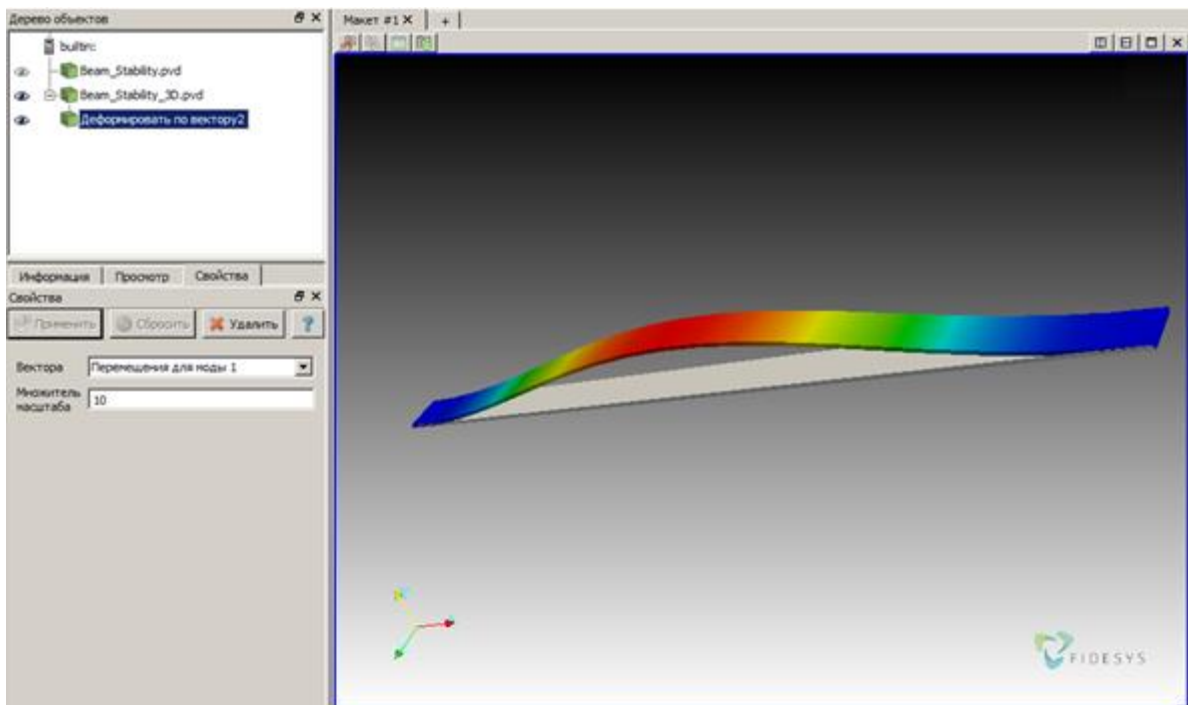 Дерево объектов
builtin:
Beam_Stability.pvd
Beam_Stability_3D.pvd
Деформировать по вектору2
Информация Просмотр Свойства
Свойства
Применить Сбросить Удалить ?
Вектора Перемещения для моды 1
Множитель масштаба 10
Макет #1 X +
FIDESYS